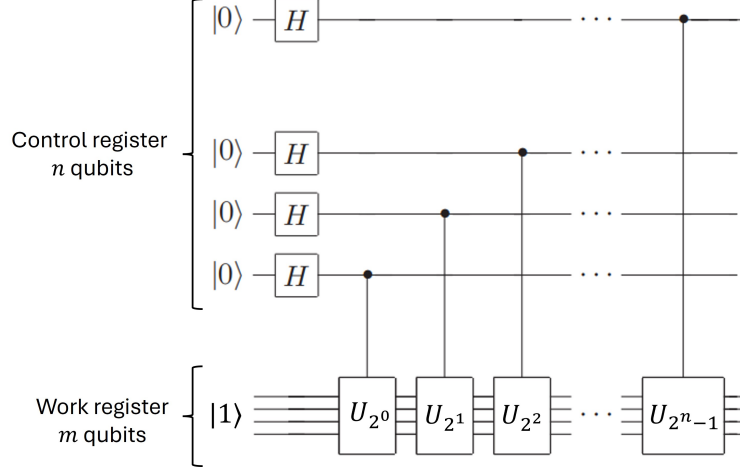 |0⟩ H ···
Control register
n qubits
|0⟩ H ···
|0⟩ H ···
|0⟩ H ···
Work register
m qubits
|1⟩ U_{2^0} U_{2^1} U_{2^2} ··· U_{2^n−1}